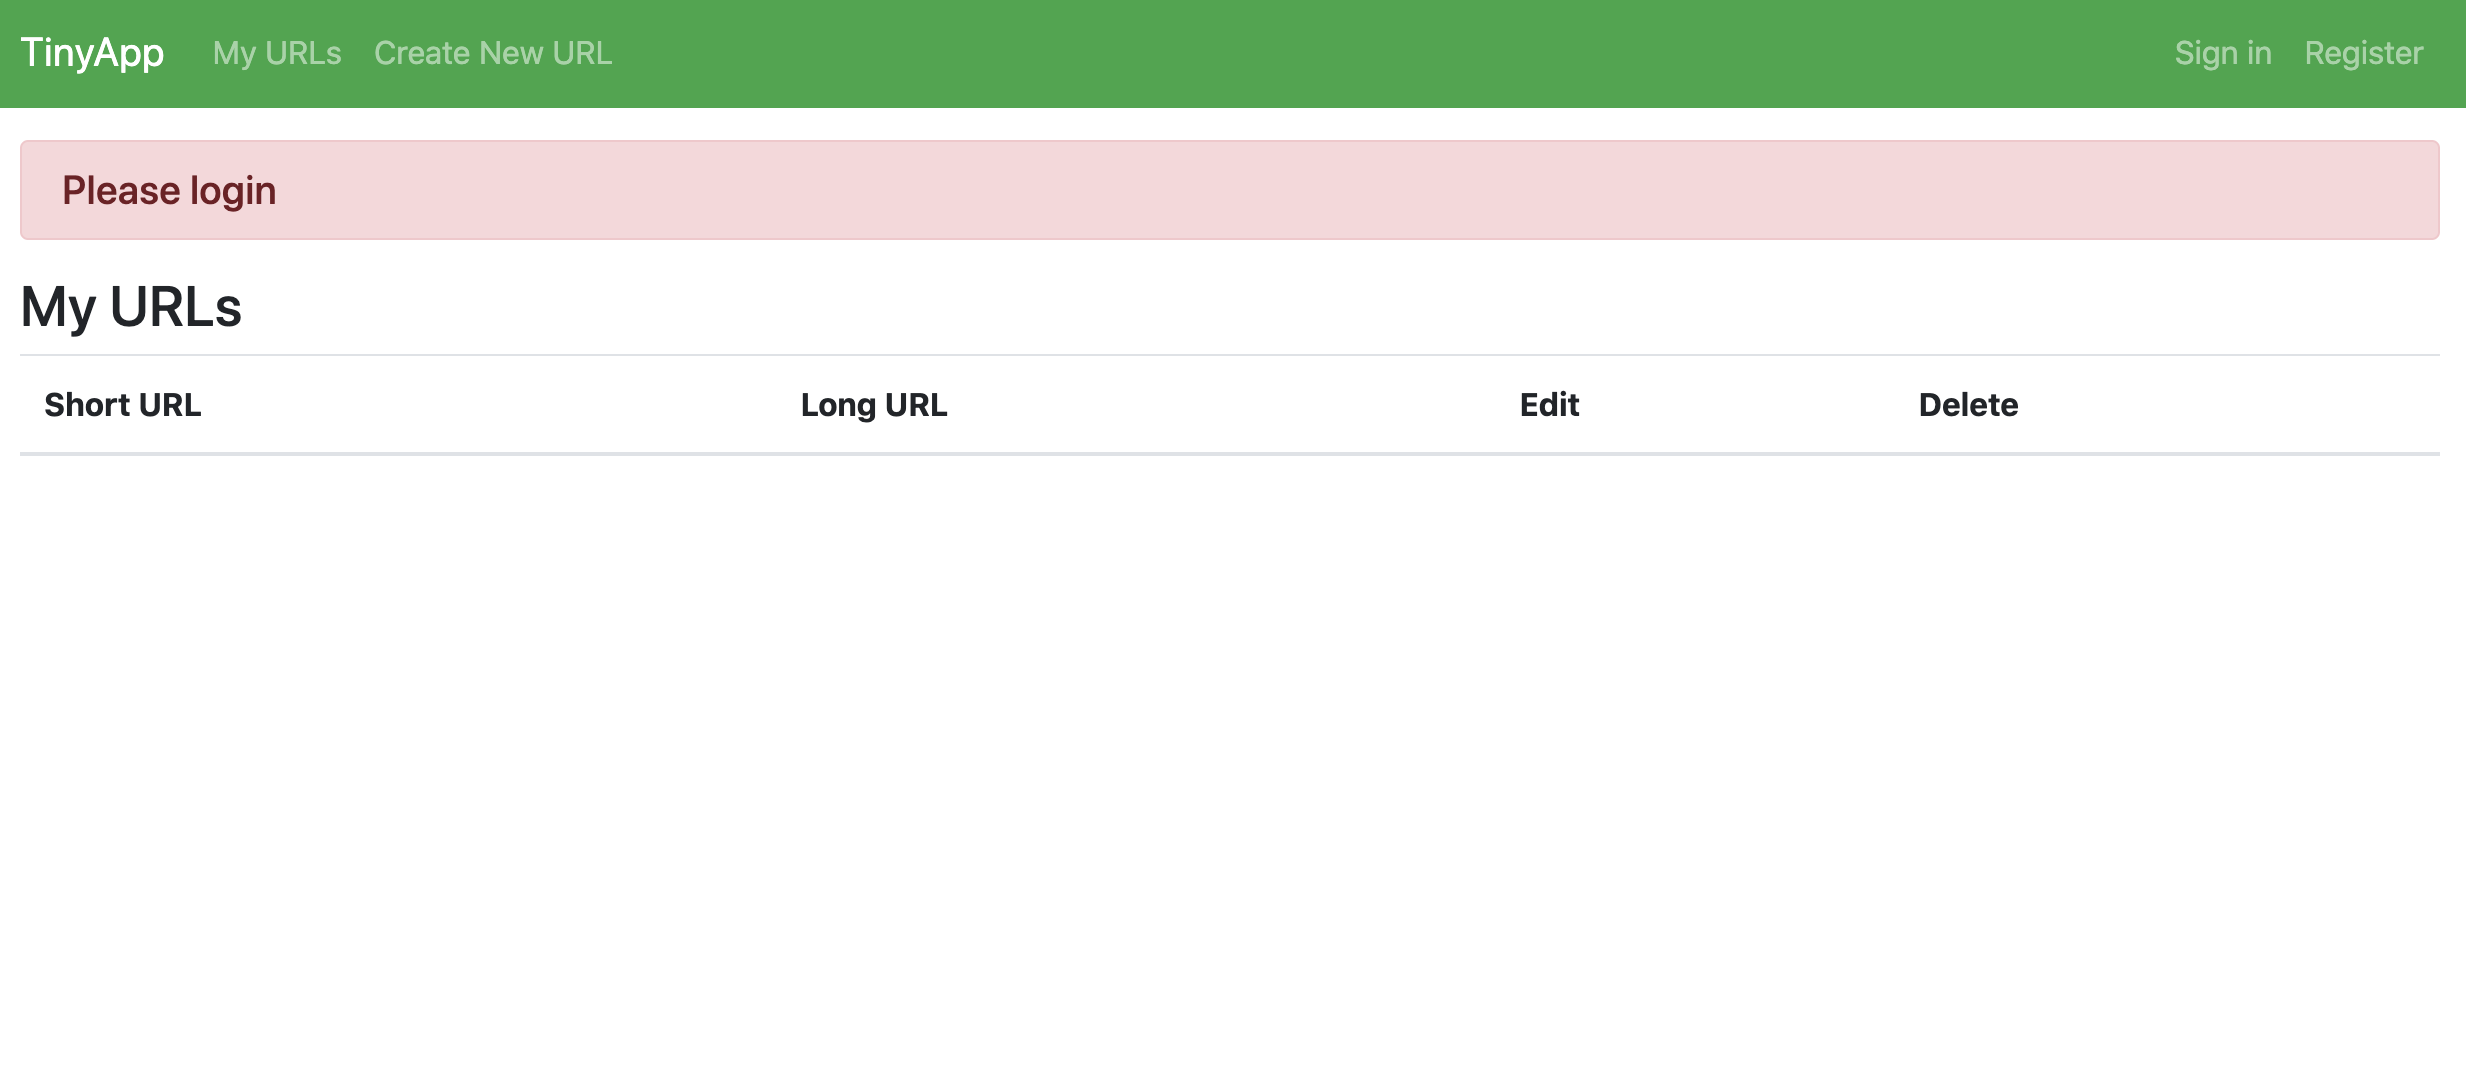 TinyApp My URLs Create New URL Sign in Register
Please login
My URLs
Short URL Long URL Edit Delete